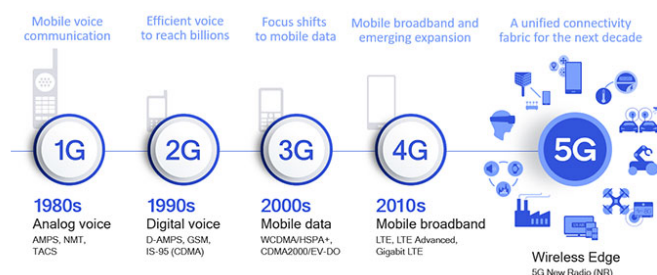 Mobile voice
communication
Efficient voice
to reach billions
Focus shifts
to mobile data
Mobile broadband and
emerging expansion
A unified connectivity
fabric for the next decade
1G
2G
3G
4G
5G
1980s
Analog voice
AMPS, NMT,
TACS
1990s
Digital voice
D-AMPS, GSM,
IS-95 (CDMA)
2000s
Mobile data
WCDMA/HSPA+,
CDMA2000/EV-DO
2010s
Mobile broadband
LTE, LTE Advanced,
Gigabit LTE
Wireless Edge
5G New Radio (NR)